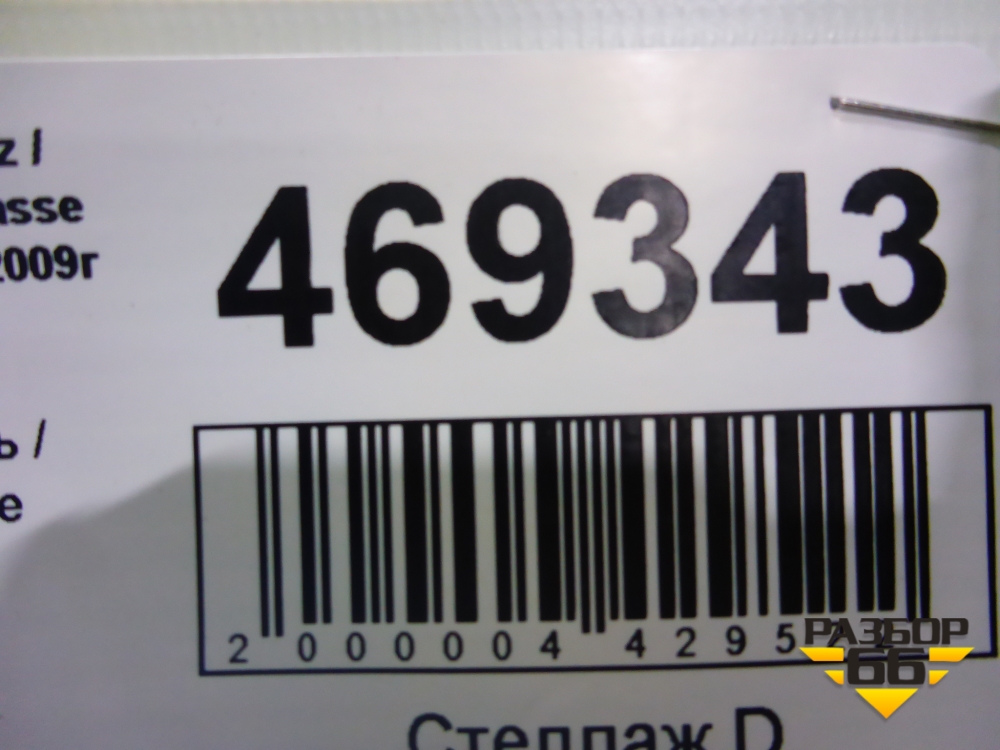 z /
asse
2009г
469343
ь /
е
2 000004 4295
Стеллаж D
РАЗБОР
66